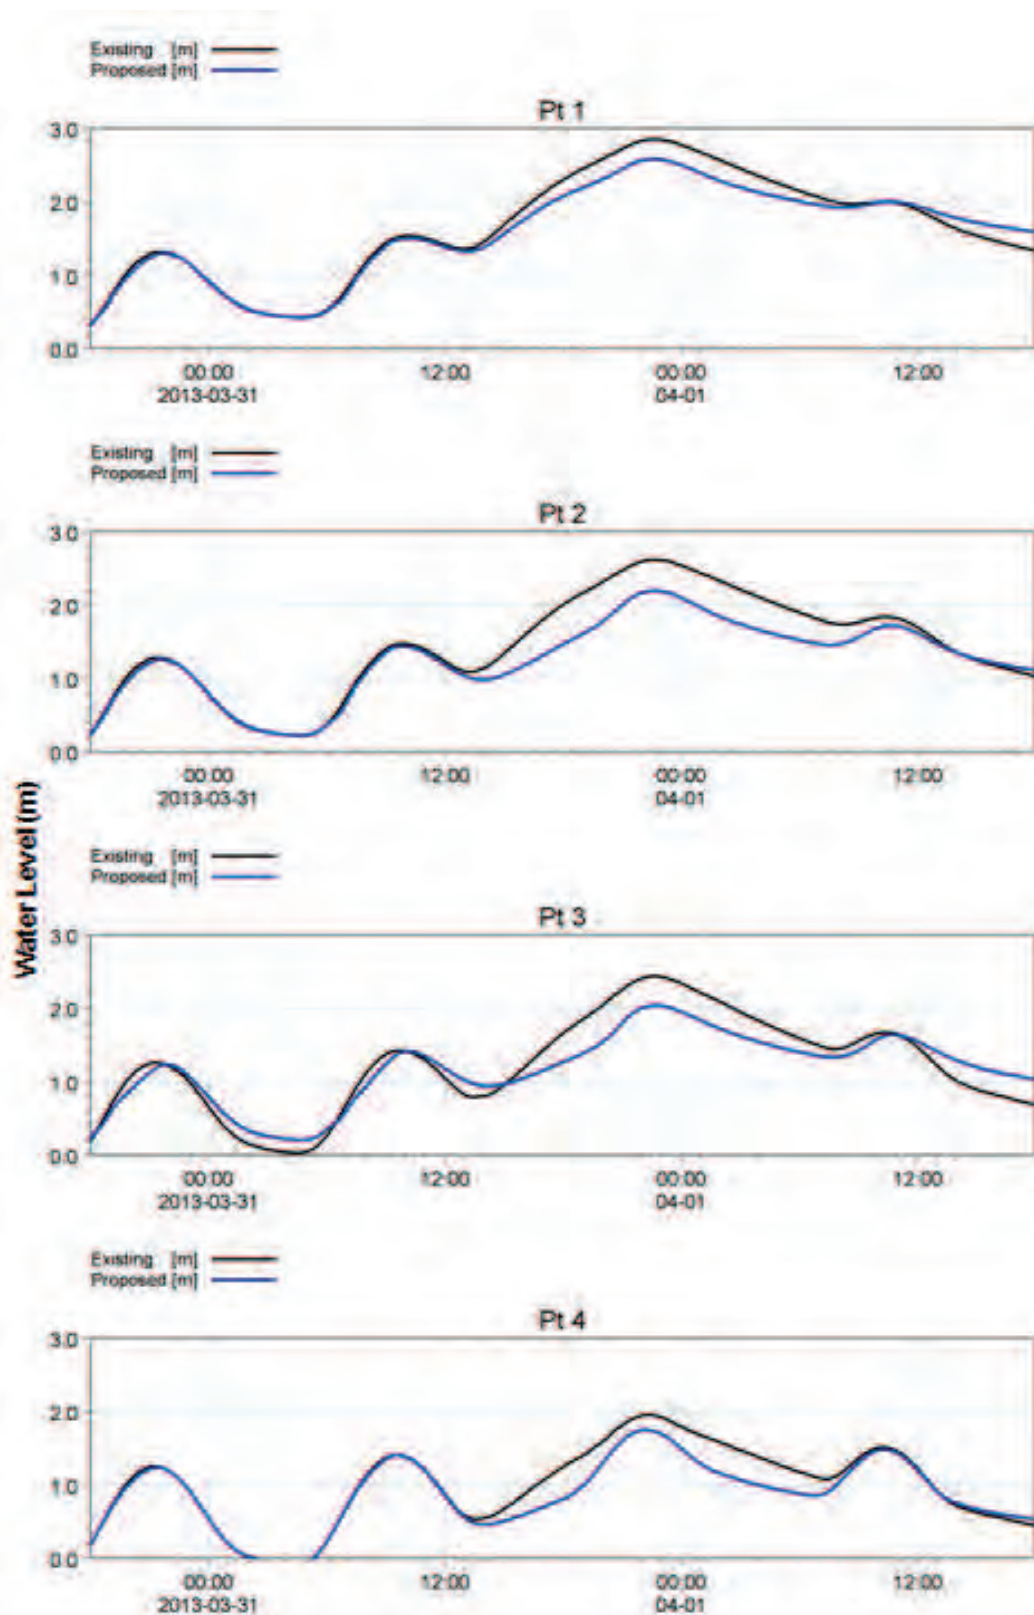 Existing [m]
Proposed [m]
Pt 1
3.0
2.0
1.0
0.0
00:00 12:00 00:00 12:00
2013-03-31 04-01
Existing [m]
Proposed [m]
Pt 2
3.0
2.0
1.0
0.0
00:00 12:00 00:00 12:00
2013-03-31 04-01
Water Level (m)
Existing [m]
Proposed [m]
Pt 3
3.0
2.0
1.0
0.0
00:00 12:00 00:00 12:00
2013-03-31 04-01
Existing [m]
Proposed [m]
Pt 4
3.0
2.0
1.0
0.0
00:00 12:00 00:00 12:00
2013-03-31 04-01